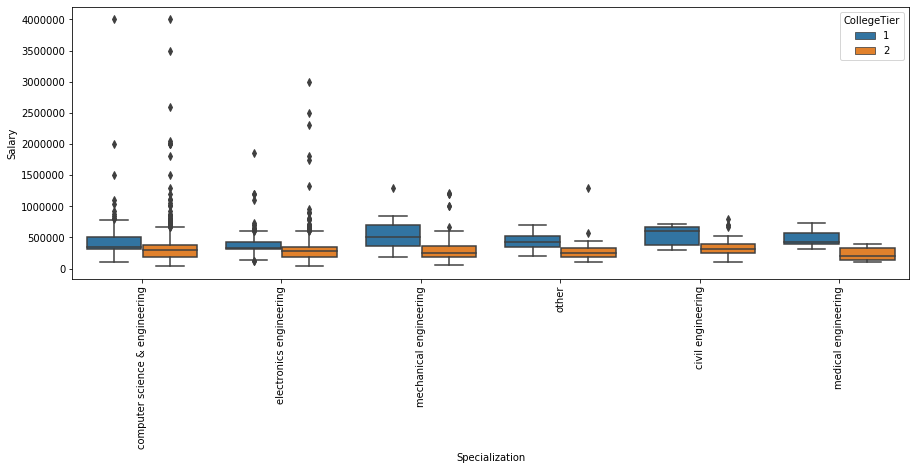 CollegeTier
1
2
4000000
3500000
3000000
2500000
2000000
1500000
1000000
500000
0
Salary
computer science & engineering
electronics engineering
mechanical engineering
other
civil engineering
medical engineering
Specialization